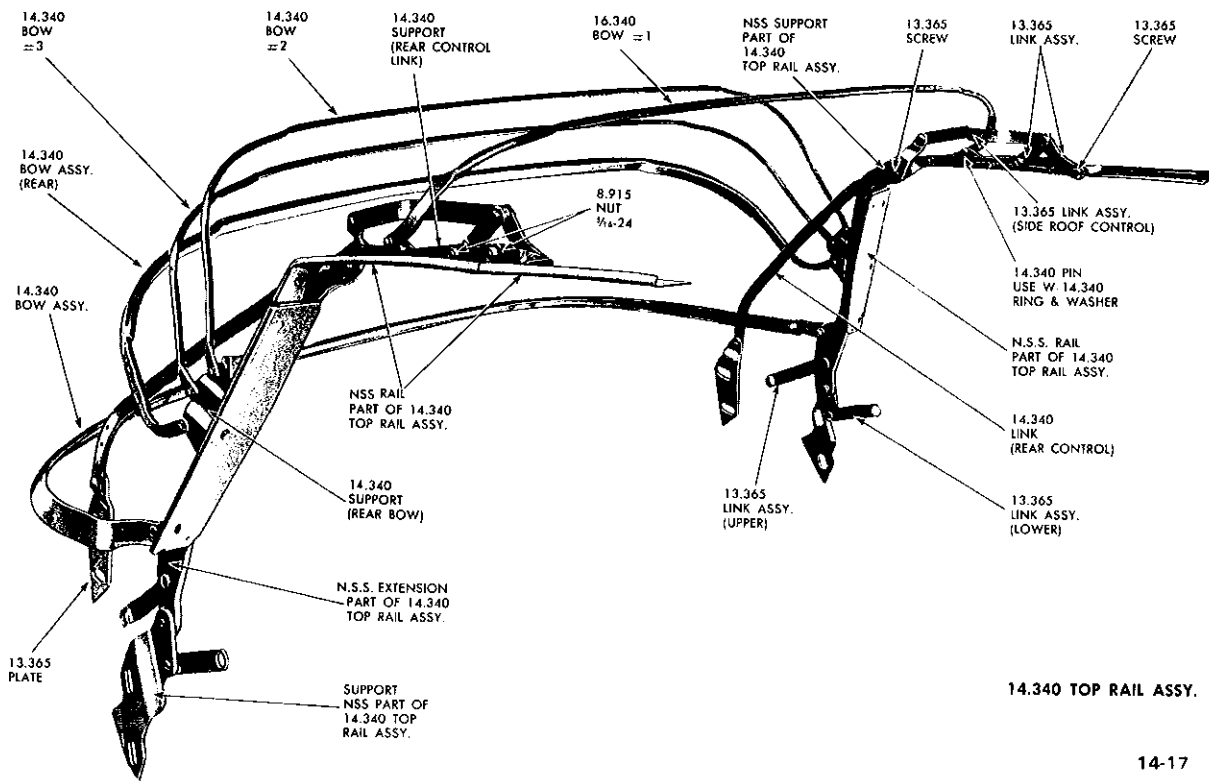 14.340
BOW
=3
14.340
BOW
=2
14.340
SUPPORT
(REAR CONTROL
LINK)
16.340
BOW =1
NSS SUPPORT
PART OF
14.340
TOP RAIL ASSY.
13.365
SCREW
13.365
LINK ASSY.
13.365
SCREW
14.340
BOW ASSY.
(REAR)
8.915
NUT
5/16-24
13.365 LINK ASSY.
(SIDE ROOF CONTROL)
14.340 PIN
USE W 14.340
RING & WASHER
14.340
BOW ASSY.
N.S.S. RAIL
PART OF 14.340
TOP RAIL ASSY.
NSS RAIL
PART OF 14.340
TOP RAIL ASSY.
14.340
LINK
(REAR CONTROL)
14.340
SUPPORT
(REAR BOW)
13.365
LINK ASSY.
(UPPER)
13.365
LINK ASSY.
(LOWER)
N.S.S. EXTENSION
PART OF 14.340
TOP RAIL ASSY.
13.365
PLATE
SUPPORT
NSS PART OF
14.340 TOP
RAIL ASSY.
14.340 TOP RAIL ASSY.
14-17